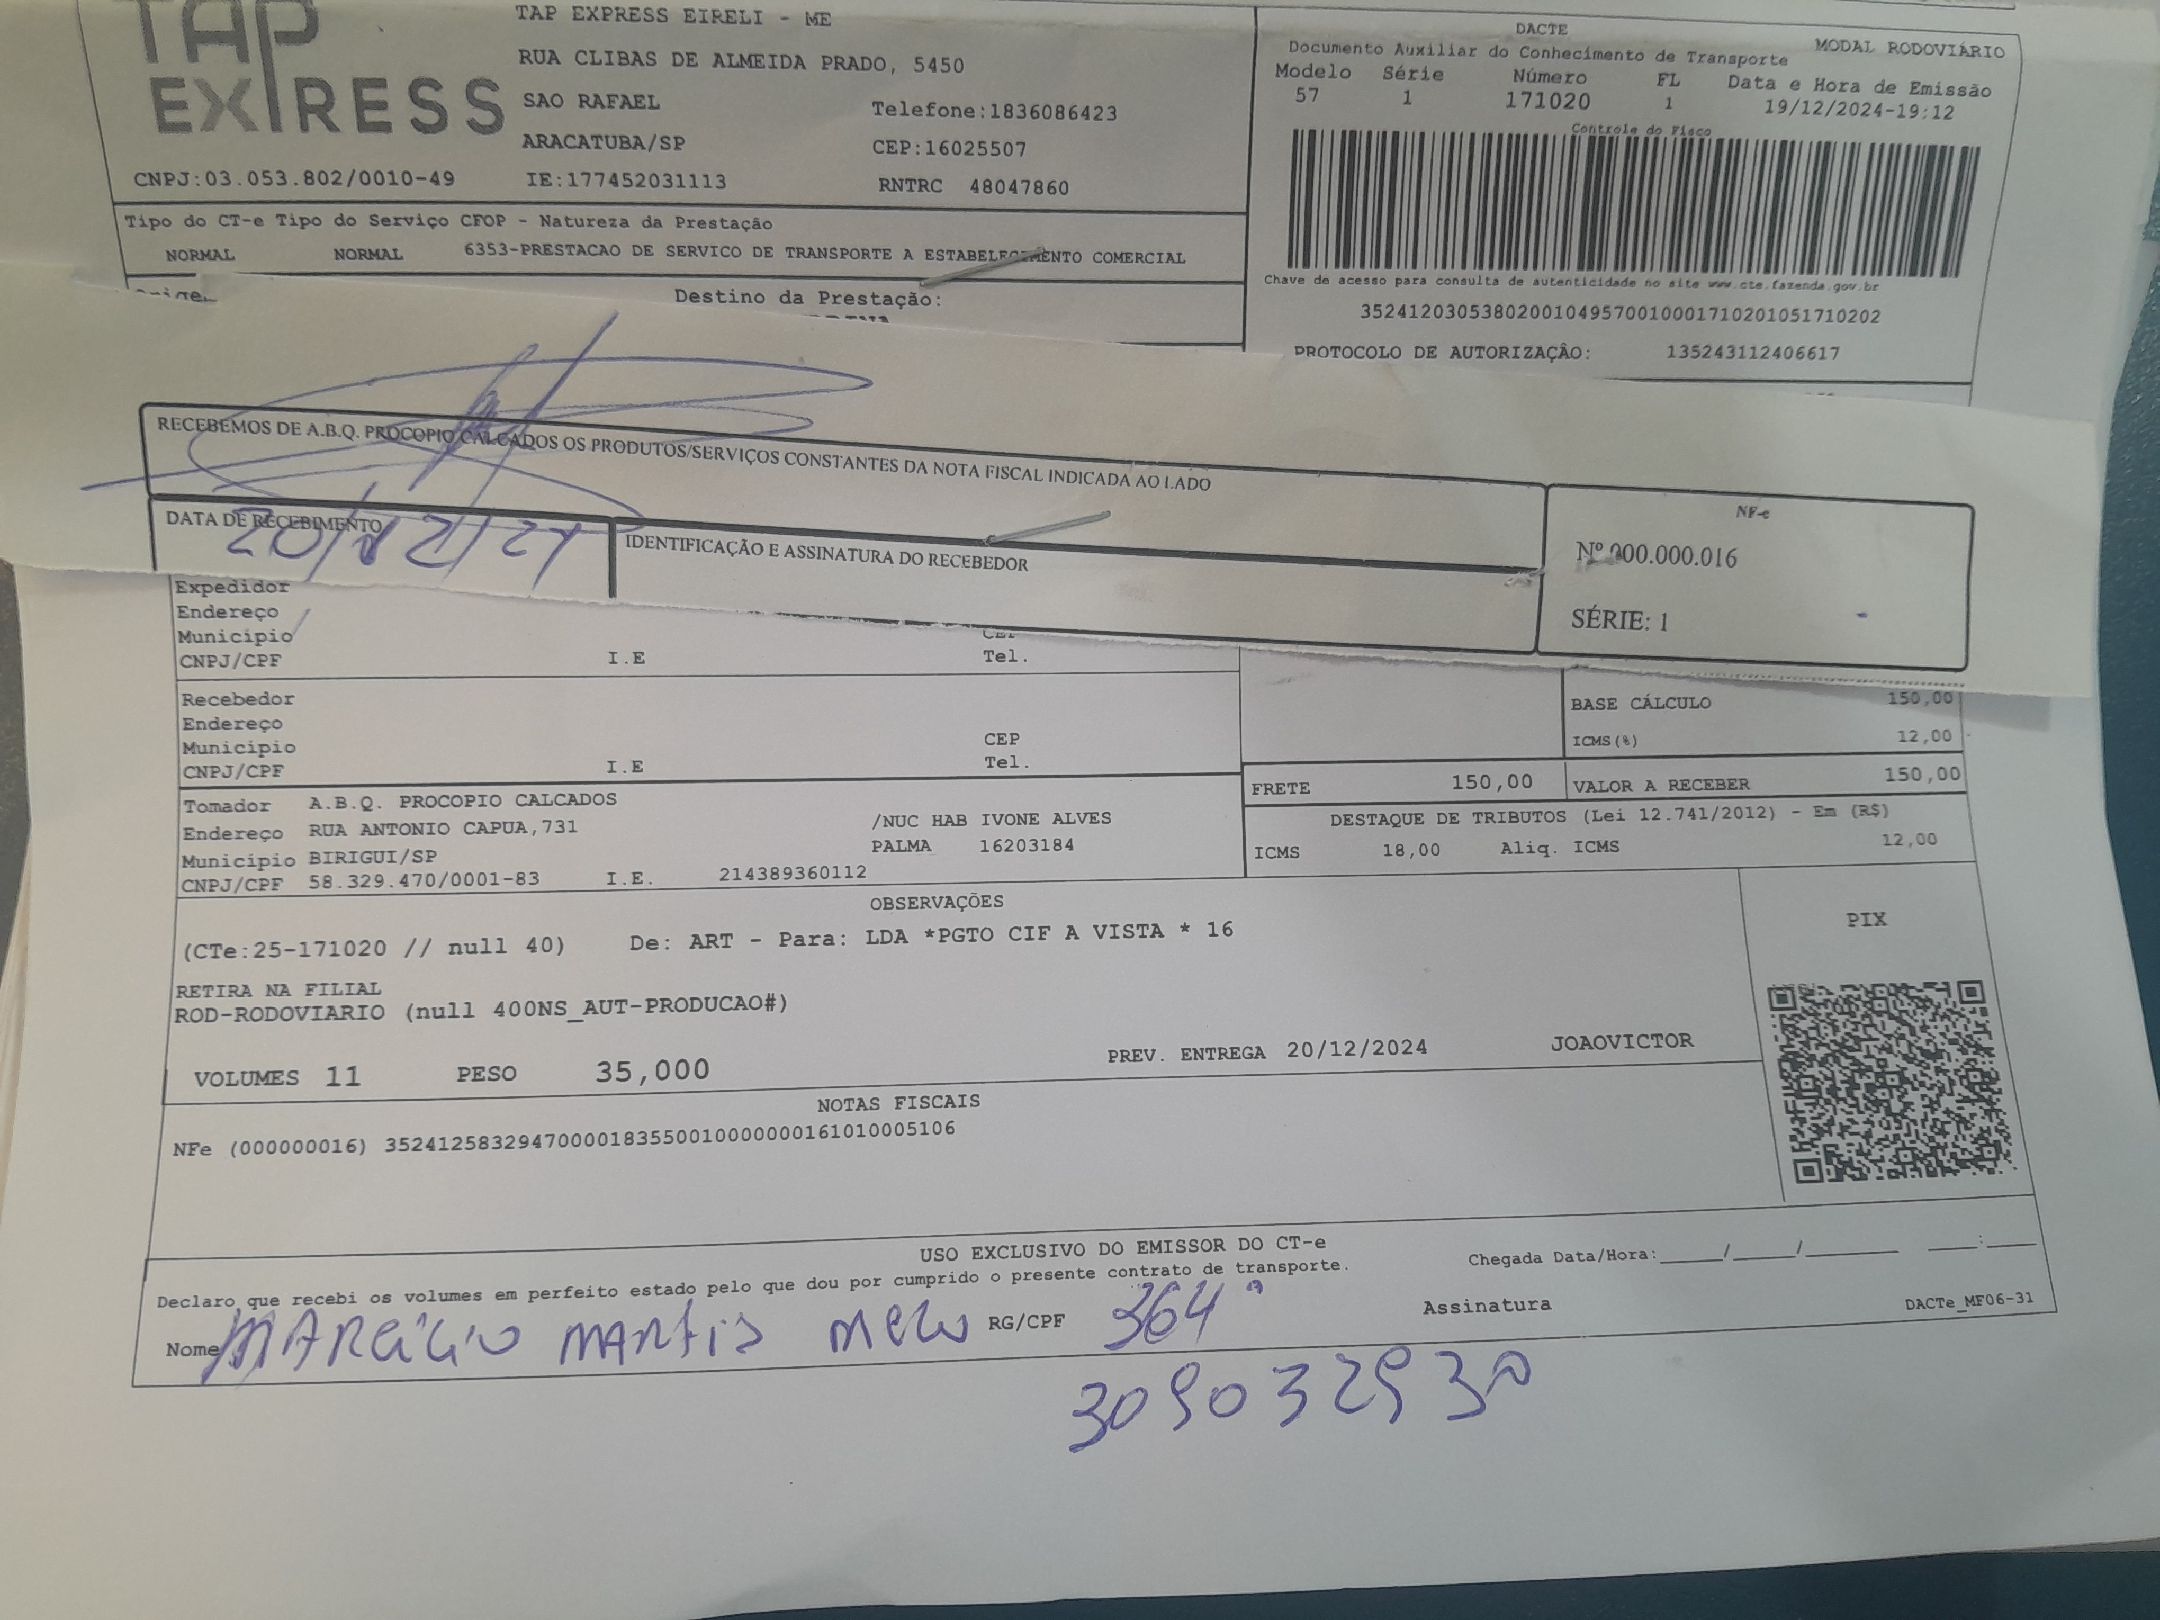 TAP EXPRESS
TAP EXPRESS EIRELI - ME
RUA CLIBAS DE ALMEIDA PRADO, 5450
SAO RAFAEL
Telefone:1836086423
ARACATUBA/SP
CEP:16025507
CNPJ:03.053.802/0010-49
IE:177452031113
RNTRC 48047860
DACTE
Documento Auxiliar do Conhecimento de Transporte
MODAL RODOVIÁRIO
Modelo Série Número FL Data e Hora de Emissão
57 1 171020 1 19/12/2024-19:12
Controle do Fisco
Tipo do CT-e Tipo do Serviço CFOP - Natureza da Prestação
NORMAL NORMAL 6353-PRESTACAO DE SERVICO DE TRANSPORTE A ESTABELECIMENTO COMERCIAL
Chave de acesso para consulta de autenticidade no site www.cte.fazenda.gov.br
35241203053802001049570010001710201051710202
Destino da Prestação:
PROTOCOLO DE AUTORIZAÇÃO: 135243112406617
RECEBEMOS DE A.B.Q. PROCOPIO CALCADOS OS PRODUTOS/SERVIÇOS CONSTANTES DA NOTA FISCAL INDICADA AO LADO
DATA DE RECEBIMENTO
20/12/24
IDENTIFICAÇÃO E ASSINATURA DO RECEBEDOR
NF-e
Nº 000.000.016
SÉRIE: 1
Expedidor
Endereço
Município
CEP
CNPJ/CPF I.E Tel.
Recebedor
Endereço
Município CEP
CNPJ/CPF I.E Tel.
BASE CÁLCULO 150,00
ICMS(%) 12,00
FRETE 150,00 VALOR A RECEBER 150,00
Tomador A.B.Q. PROCOPIO CALCADOS
Endereço RUA ANTONIO CAPUA,731 /NUC HAB IVONE ALVES
Município BIRIGUI/SP PALMA 16203184
CNPJ/CPF 58.329.470/0001-83 I.E. 214389360112
DESTAQUE DE TRIBUTOS (Lei 12.741/2012) - Em (R$)
ICMS 18,00 Aliq. ICMS 12,00
OBSERVAÇÕES
(CTe:25-171020 // null 40) De: ART - Para: LDA *PGTO CIF A VISTA * 16
RETIRA NA FILIAL
ROD-RODOVIARIO (null 400NS_AUT-PRODUCAO#)
PIX
VOLUMES 11 PESO 35,000 PREV. ENTREGA 20/12/2024 JOAOVICTOR
NOTAS FISCAIS
NFe (000000016) 35241258329470000183550010000000161010005106
USO EXCLUSIVO DO EMISSOR DO CT-e
Declaro que recebi os volumes em perfeito estado pelo que dou por cumprido o presente contrato de transporte.
Chegada Data/Hora:____/____/______ ___:___
Nome RG/CPF 364 Assinatura
DACTe_MF06-31